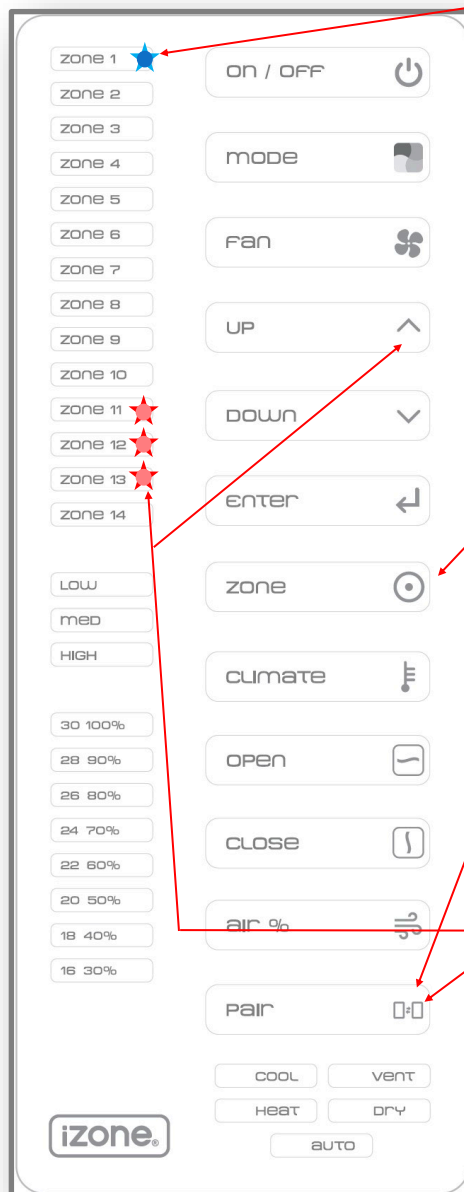 zone 1
zone 2
zone 3
zone 4
zone 5
zone 6
zone 7
zone 8
zone 9
zone 10
zone 11
zone 12
zone 13
zone 14
LOW
MED
HIGH
30 100%
28 90%
26 80%
24 70%
22 60%
20 50%
18 40%
16 30%
on / off
mode
fan
up
down
enter
zone
climate
open
close
air %
pair
cool
vent
heat
dry
auto
izone®